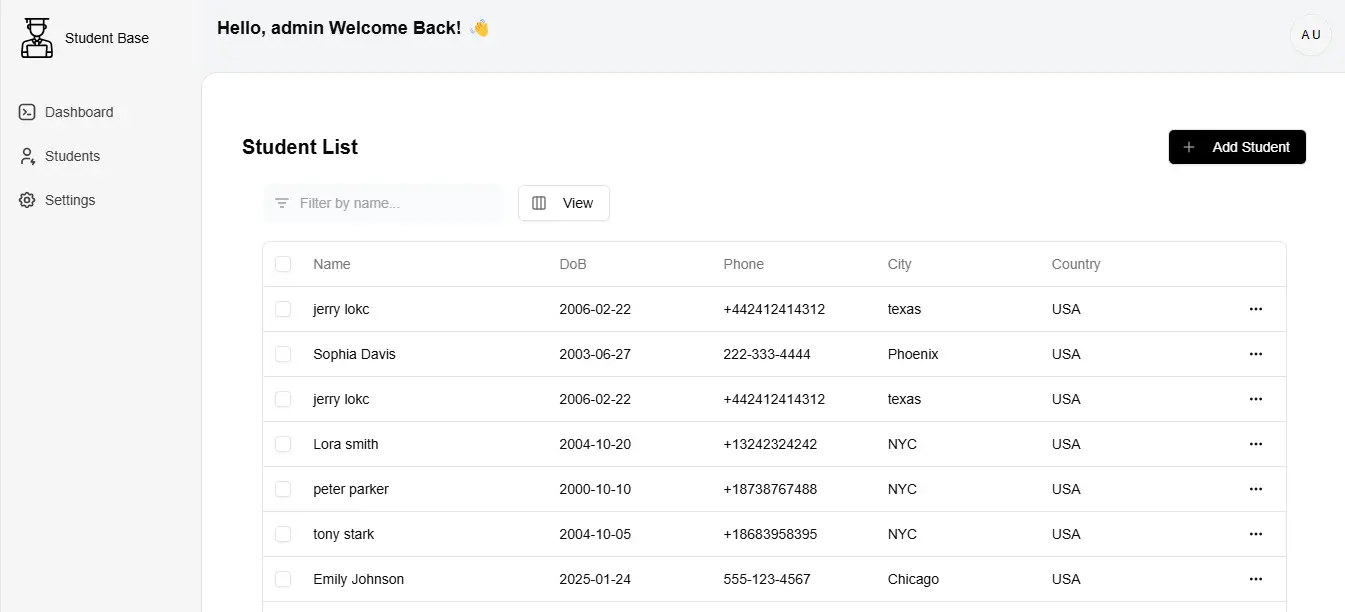 Student Base
Hello, admin Welcome Back! 👋
A U
Dashboard
Students
Settings
Student List
Add Student
Filter by name...
View
Name DoB Phone City Country
jerry lokc 2006-02-22 +442412414312 texas USA
Sophia Davis 2003-06-27 222-333-4444 Phoenix USA
jerry lokc 2006-02-22 +442412414312 texas USA
Lora smith 2004-10-20 +13242324242 NYC USA
peter parker 2000-10-10 +18738767488 NYC USA
tony stark 2004-10-05 +18683958395 NYC USA
Emily Johnson 2025-01-24 555-123-4567 Chicago USA